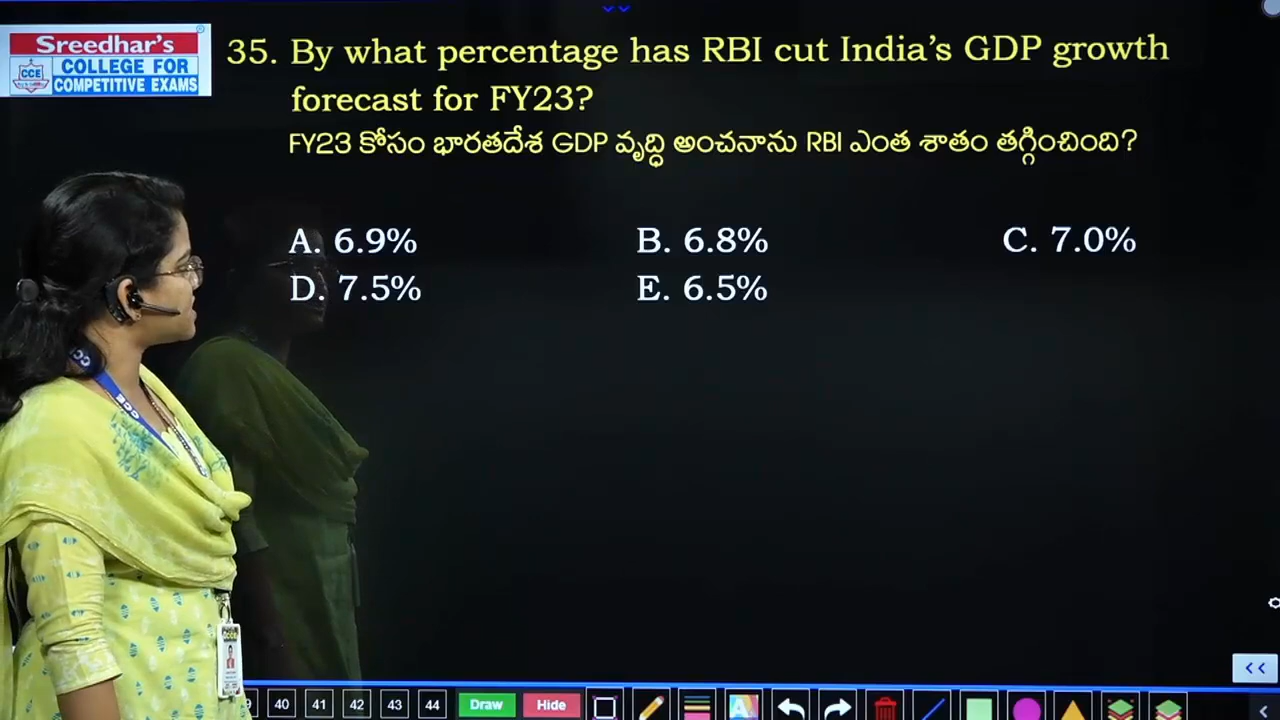 Sreedhar's
CCE
COLLEGE FOR
COMPETITIVE EXAMS
35. By what percentage has RBI cut India's GDP growth
forecast for FY23?
FY23 కోసం భారతదేశ GDP వృద్ధి అంచనాను RBI ఎంత శాతం తగ్గించింది?
A. 6.9% B. 6.8% C. 7.0%
D. 7.5% E. 6.5%
40 41 42 43 44 Draw Hide